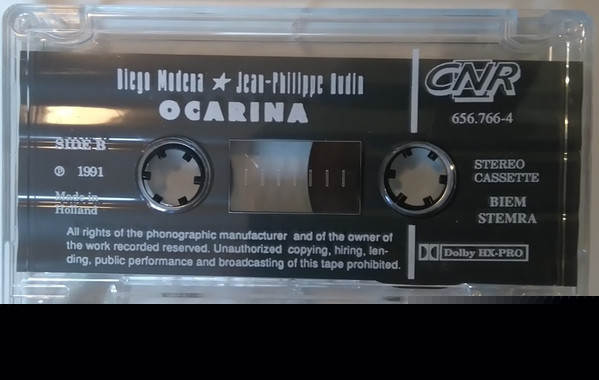 Diego Modena ★ Jean-Philippe Audin
OCARINA
CNR
656.766-4
Side B
℗ 1991
Made in
Holland
STEREO
CASSETTE
BIEM
STEMRA
All rights of the phonographic manufacturer and of the owner of
the work recorded reserved. Unauthorized copying, hiring, len-
ding, public performance and broadcasting of this tape prohibited.
Dolby HX-PRO